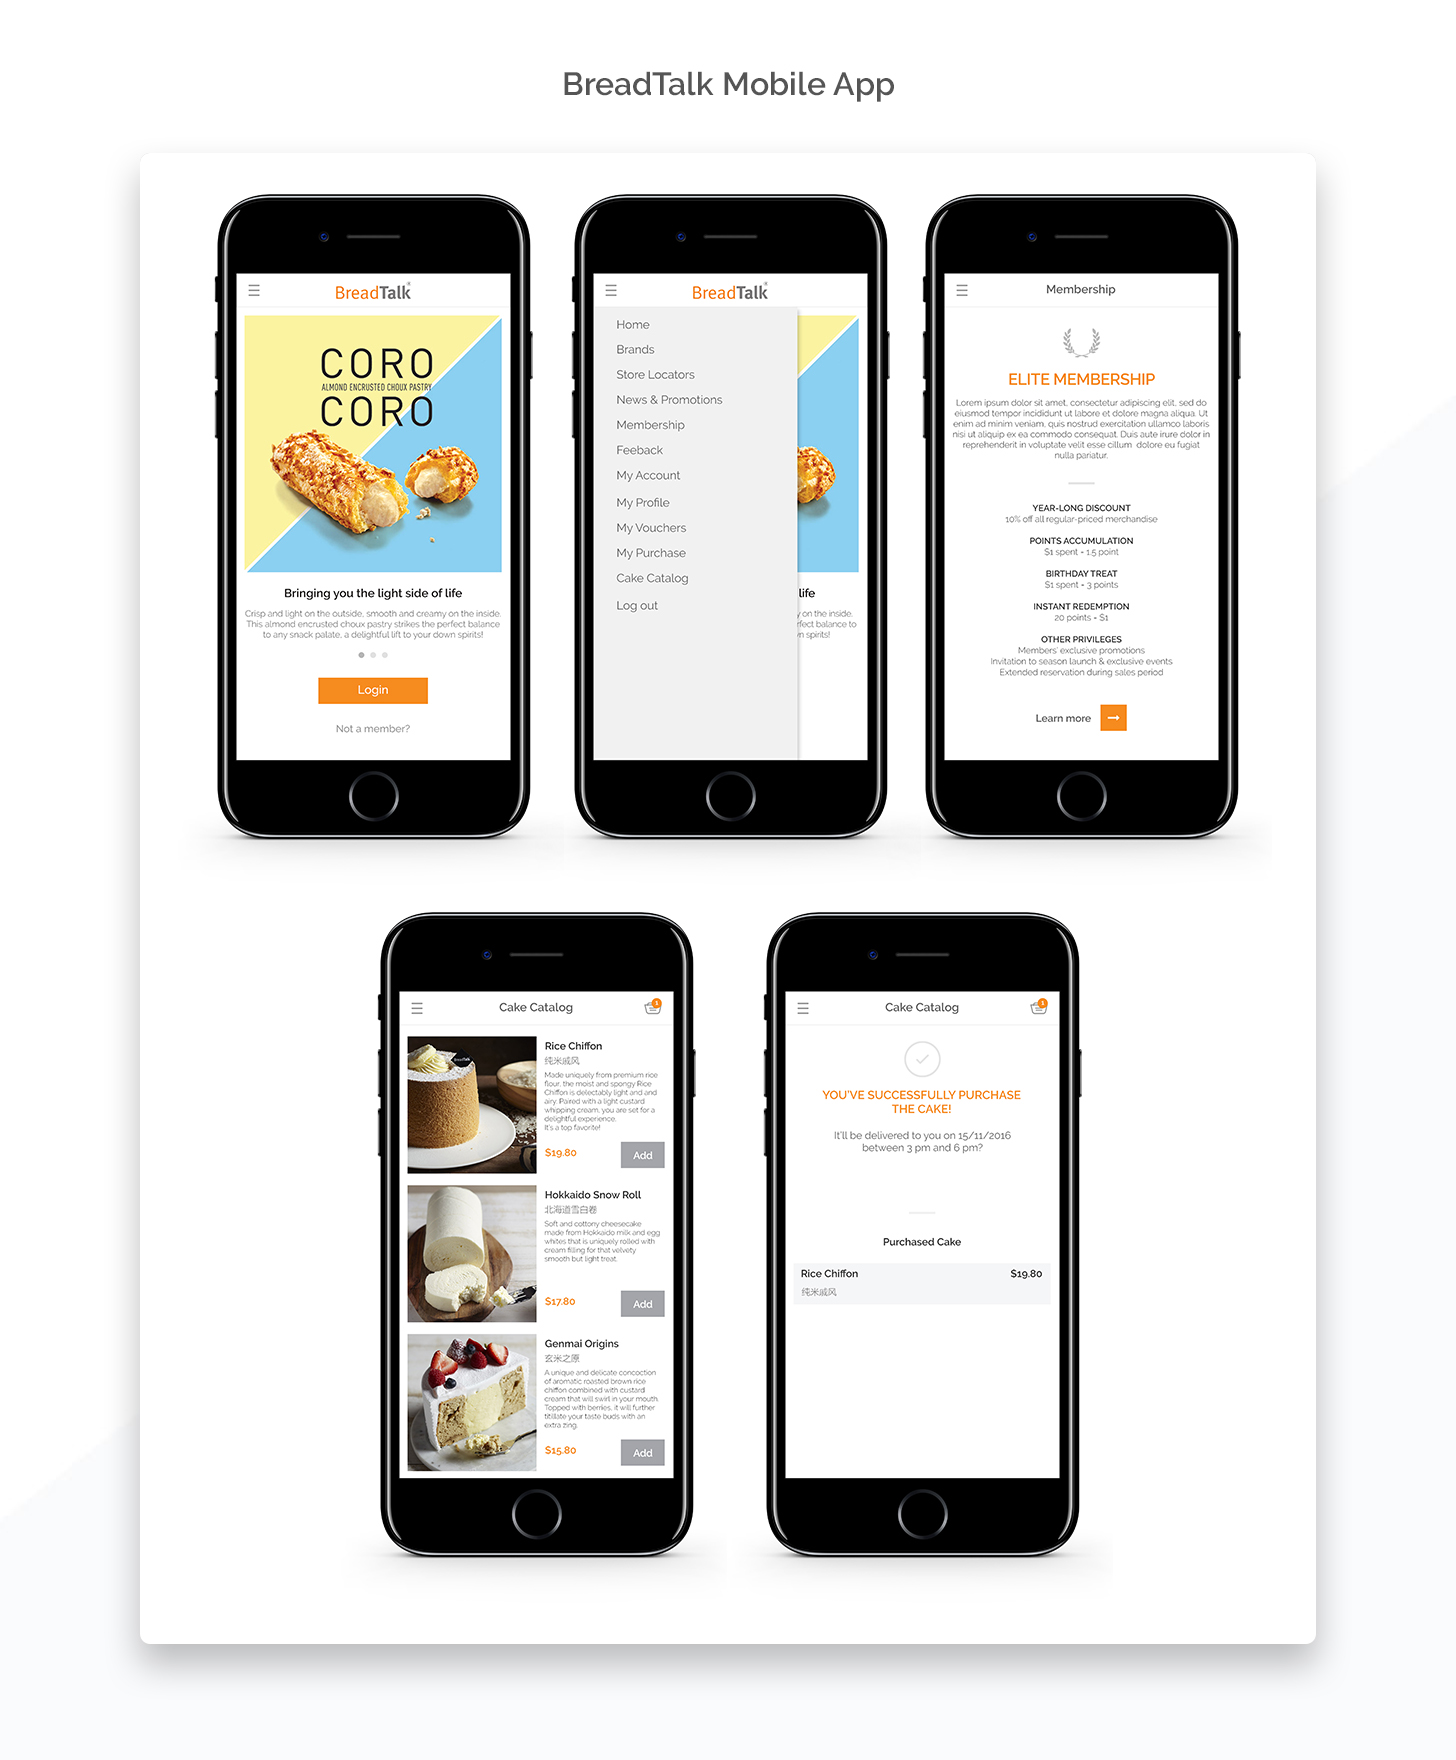 BreadTalk Mobile App
BreadTalk
CORO
ALMOND ENCRUSTED CHOUX PASTRY
CORO
Bringing you the light side of life
Crisp and light on the outside, smooth and creamy on the inside.
This almond encrusted choux pastry strikes the perfect balance
to any snack palate, a delightful lift to your down spirits!
Login
Not a member?
BreadTalk
Home
Brands
Store Locators
News & Promotions
Membership
Feeback
My Account
My Profile
My Vouchers
My Purchase
Cake Catalog
Log out
life
y on the inside.
rfect balance to
n spirits!
Membership
ELITE MEMBERSHIP
Lorem ipsum dolor sit amet, consectetur adipiscing elit, sed do
eiusmod tempor incididunt ut labore et dolore magna aliqua. Ut
enim ad minim veniam, quis nostrud exercitation ullamco laboris
nisi ut aliquip ex ea commodo consequat. Duis aute irure dolor in
reprehenderit in voluptate velit esse cillum dolore eu fugiat
nulla pariatur.
YEAR-LONG DISCOUNT
10% off all regular-priced merchandise
POINTS ACCUMULATION
$1 spent = 1.5 point
BIRTHDAY TREAT
$1 spent = 3 points
INSTANT REDEMPTION
20 points = $1
OTHER PRIVILEGES
Members' exclusive promotions
Invitation to season launch & exclusive events
Extended reservation during sales period
Learn more
Cake Catalog
1
BreadTalk
Rice Chiffon
纯米戚风
Made uniquely from premium rice
flour, the moist and spongy Rice
Chiffon is delectably light and and
airy. Paired with a light custard
whipping cream, you are set for a
delightful experience.
It's a top favorite!
$19.80
Add
Hokkaido Snow Roll
北海道雪白卷
Soft and cottony cheesecake
made from Hokkaido milk and egg
whites that is uniquely rolled with
cream filling for that velvety
smooth but light treat.
$17.80
Add
Genmai Origins
玄米之原
A unique and delicate concoction
of aromatic roasted brown rice
chiffon combined with custard
cream that will swirl in your mouth.
Topped with berries, it will further
titillate your taste buds with an
extra zing.
$15.80
Add
Cake Catalog
1
YOU'VE SUCCESSFULLY PURCHASE
THE CAKE!
It'll be delivered to you on 15/11/2016
between 3 pm and 6 pm?
Purchased Cake
Rice Chiffon
$19.80
纯米戚风